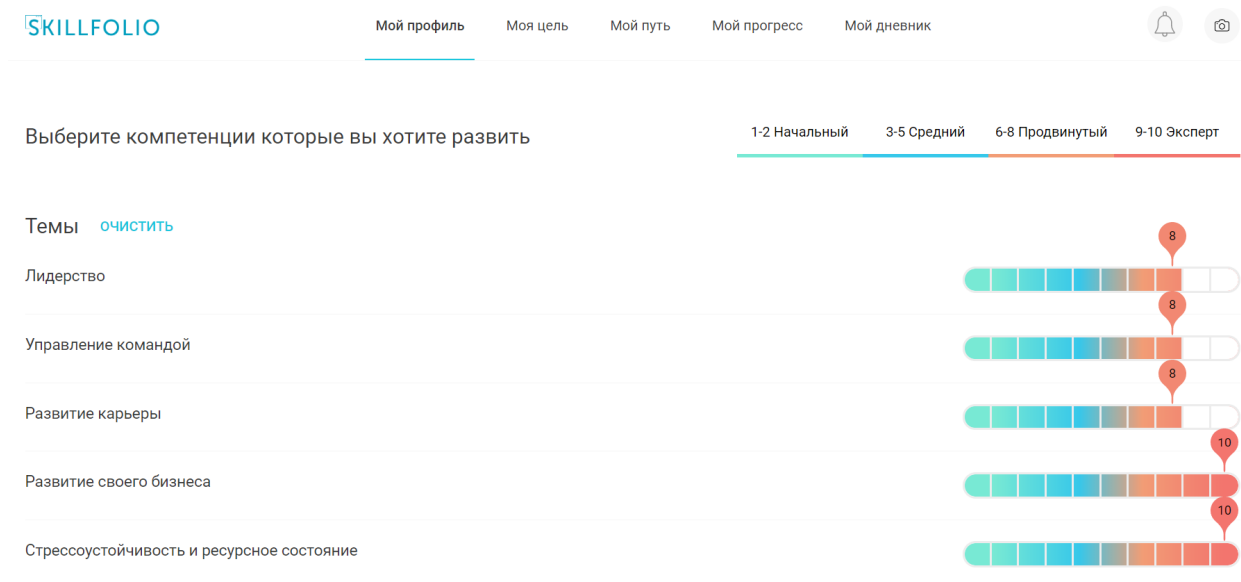 SKILLFOLIO
Мой профиль Моя цель Мой путь Мой прогресс Мой дневник
Выберите компетенции которые вы хотите развить
1-2 Начальный 3-5 Средний 6-8 Продвинутый 9-10 Эксперт
Темы очистить
8
Лидерство
8
Управление командой
8
Развитие карьеры
10
Развитие своего бизнеса
10
Стрессоустойчивость и ресурсное состояние